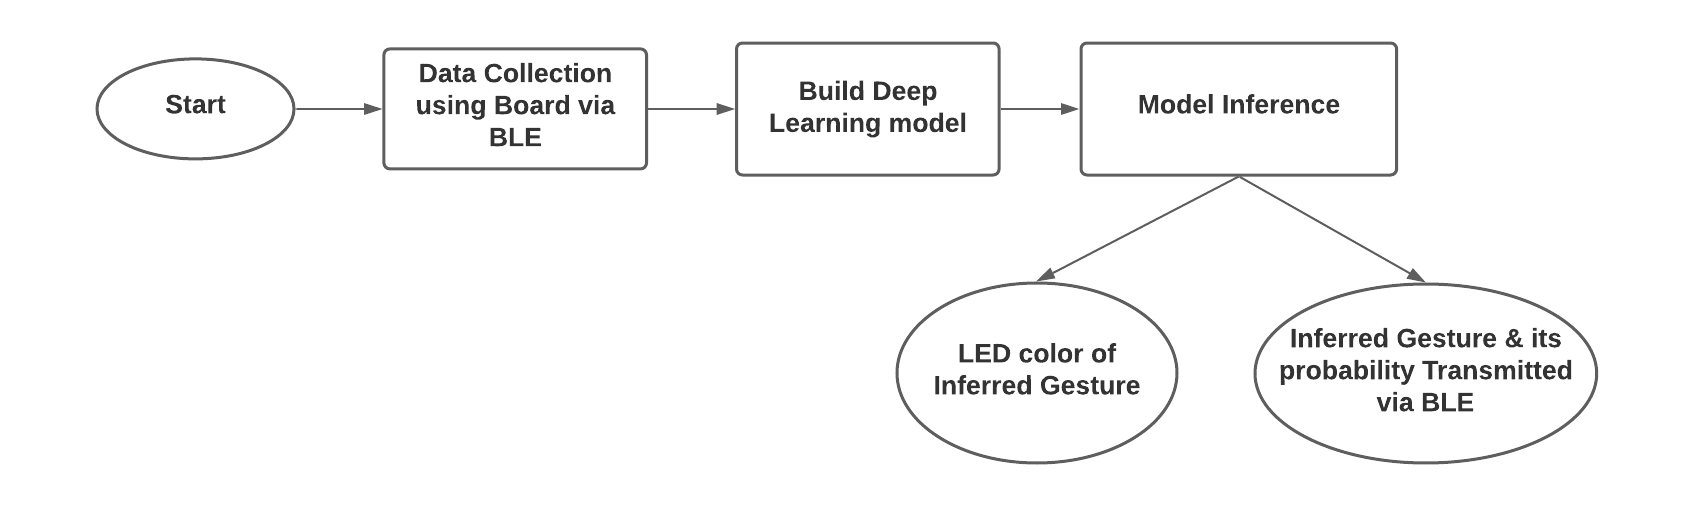 Start
Data Collection
using Board via
BLE
Build Deep
Learning model
Model Inference
LED color of
Inferred Gesture
Inferred Gesture & its
probability Transmitted
via BLE